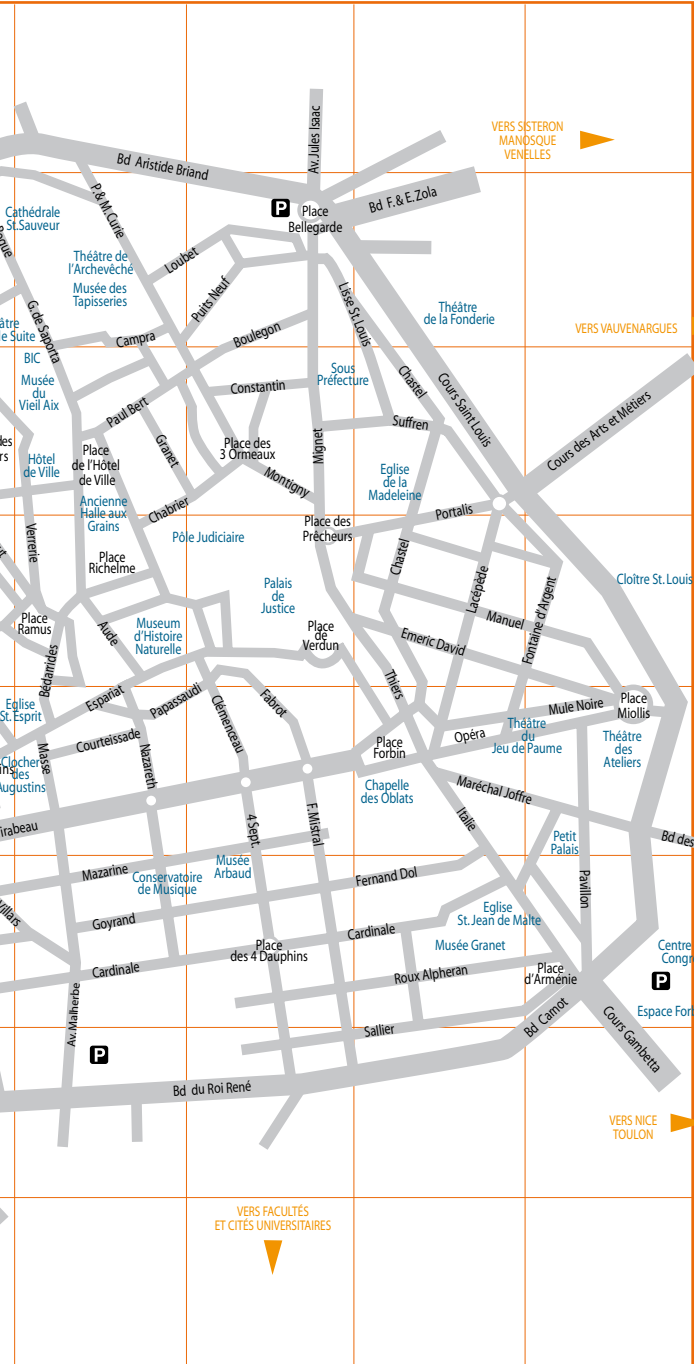 Av. Jules Isaac
VERS SISTERON
MANOSQUE
VENELLES
Bd Aristide Briand
P.& M.Curie
Bd F.& E.Zola
P
Place
Bellegarde
Cathédrale
St.Sauveur
Théâtre de
l'Archevêché
Loubet
Musée des
Tapisseries
Puits Neuf
Lisse St.Louis
G. de Saporta
Théâtre
de la Fonderie
VERS VAUVENARGUES
Campra
Boulegon
BIC
Musée
du
Vieil Aix
Constantin
Sous
Préfecture
Chastel
Cours Saint Louis
Cours des Arts et Métiers
Paul Bert
Granet
Suffren
Mignet
Place des
3 Ormeaux
Place
de l'Hôtel
de Ville
Hôtel
de Ville
Montigny
Eglise
de la
Madeleine
Ancienne
Halle aux
Grains
Chabrier
Portalis
Place des
Prêcheurs
Verrerie
Pôle Judiciaire
Place
Richelme
Chastel
Palais
de
Justice
Lacépède
Fontaine d'Argent
Cloître St.Louis
Manuel
Place
Ramus
Aude
Museum
d'Histoire
Naturelle
Place
de
Verdun
Emeric David
Bédarrides
Thiers
Espariat
Papassaudi
Fabrot
Clémenceau
Eglise
St.Esprit
Mule Noire
Place
Miollis
Courteissade
Nazareth
Masse
Place
Forbin
Opéra
Théâtre
du
Jeu de Paume
Théâtre
des
Ateliers
Clocher
des
Augustins
Chapelle
des Oblats
Maréchal Joffre
irabeau
4 Sept.
F. Mistral
Italie
Petit
Palais
Bd des
Mazarine
Conservatoire
de Musique
Musée
Arbaud
Fernand Dol
Pavillon
Villars
Goyrand
Eglise
St.Jean de Malte
Cardinale
Musée Granet
Place
des 4 Dauphins
Cardinale
Roux Alpheran
Place
d'Arménie
Centre
Congr
P
Av.Malherbe
Espace Forb
Sallier
Bd Carnot
Cours Gambetta
P
Bd du Roi René
VERS NICE
TOULON
VERS FACULTÉS
ET CITÉS UNIVERSITAIRES